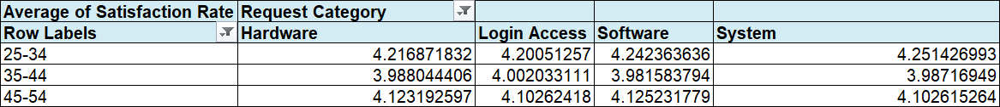 Average of Satisfaction Rate Request Category
Row Labels Hardware Login Access Software System
25-34 4.216871832 4.20051257 4.242363636 4.251426993
35-44 3.988044406 4.002033111 3.981583794 3.98716949
45-54 4.123192597 4.10262418 4.125231779 4.102615264